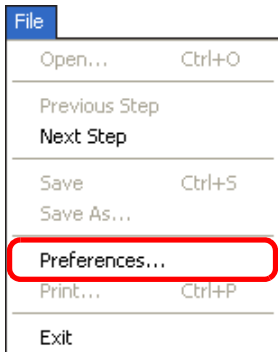 File
Open... Ctrl+O
Previous Step
Next Step
Save Ctrl+S
Save As...
Preferences...
Print... Ctrl+P
Exit